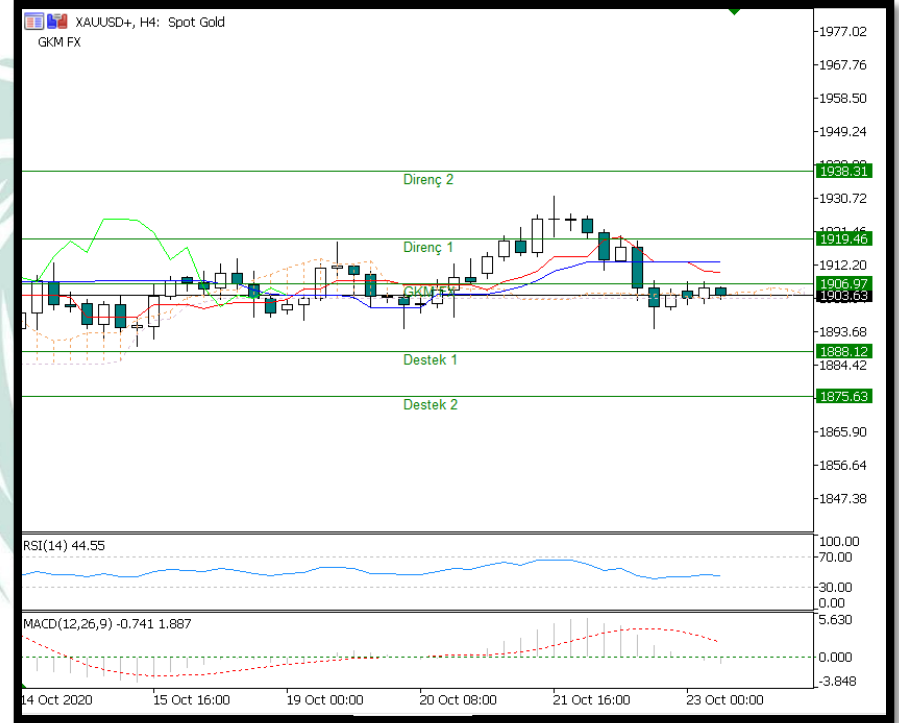 XAUUSD+, H4: Spot Gold
GKM FX
1977.02
1967.76
1958.50
1949.24
1938.31
Direnç 2
1930.72
1919.46
Direnç 1
1912.20
1906.97
GKM FX
1903.63
1893.68
1888.12
Destek 1
1884.42
1875.63
Destek 2
1865.90
1856.64
1847.38
RSI(14) 44.55
100.00
70.00
30.00
0.00
MACD(12,26,9) -0.741 1.887
5.630
0.000
-3.848
14 Oct 2020 15 Oct 16:00 19 Oct 00:00 20 Oct 08:00 21 Oct 16:00 23 Oct 00:00